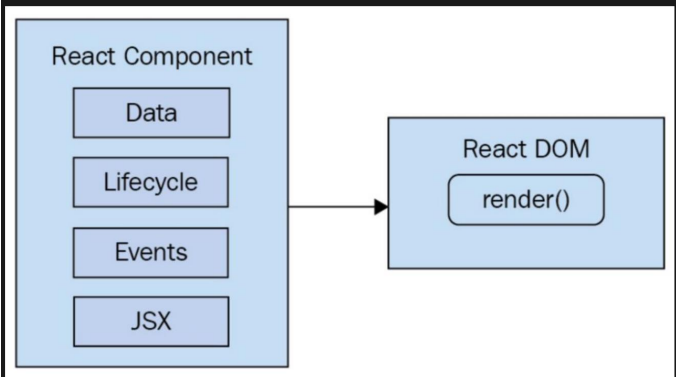 React Component
Data
Lifecycle
Events
JSX
React DOM
render()